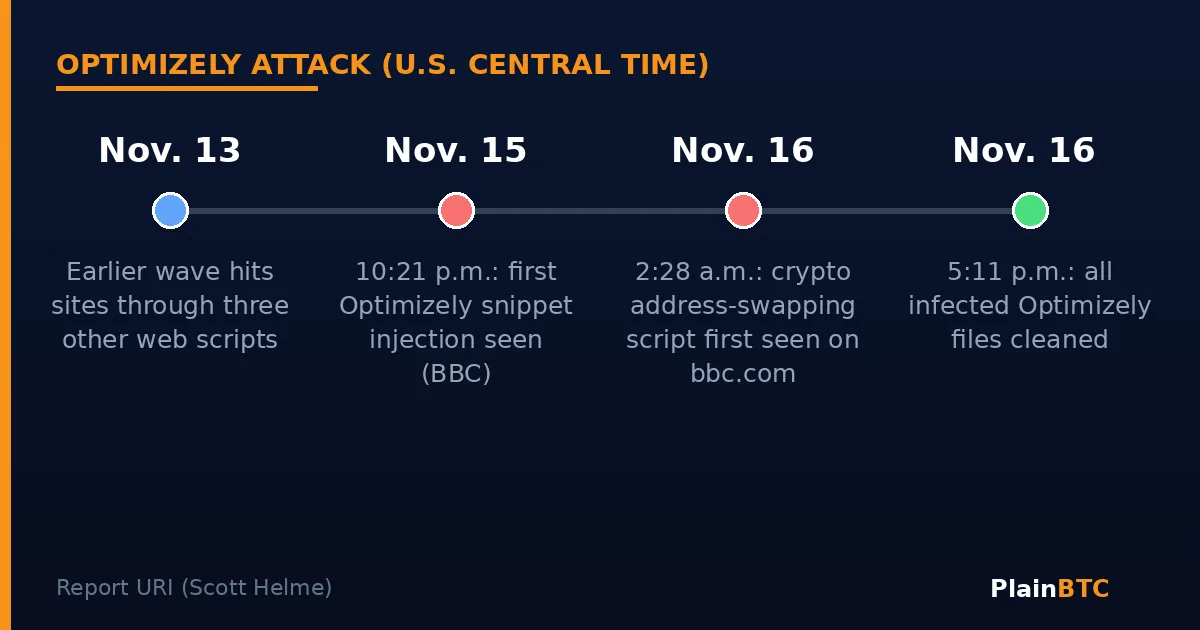 OPTIMIZELY ATTACK (U.S. CENTRAL TIME)
Nov. 13
Earlier wave hits
sites through three
other web scripts
Nov. 15
10:21 p.m.: first
Optimizely snippet
injection seen
(BBC)
Nov. 16
2:28 a.m.: crypto
address-swapping
script first seen on
bbc.com
Nov. 16
5:11 p.m.: all
infected Optimizely
files cleaned
Report URI (Scott Helme)
PlainBTC